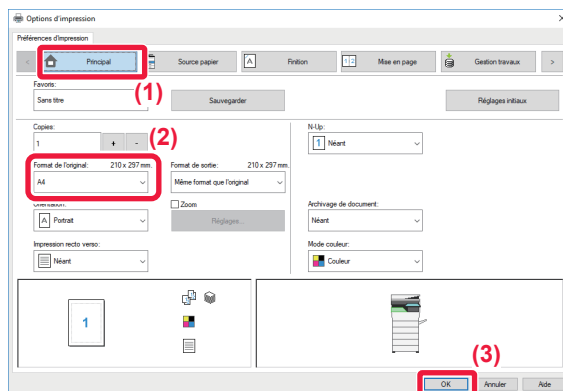 Options d'impression
Préférences d'impression
< Principal Source papier A Finition 1 2 Mise en page Gestion travaux >
(1)
Favoris:
Sans titre Sauvegarder Réglages initiaux
Copies: N-Up:
1 + - (2) 1 Néant
Format de l'original: 210 x 297 mm. Format de sortie: 210 x 297 mm.
A4 Même format que l'original
Orientation: Zoom Archivage de document:
A Portrait Réglages... Néant
Impression recto verso: Mode couleur:
Néant Couleur
1
(3)
OK Annuler Aide